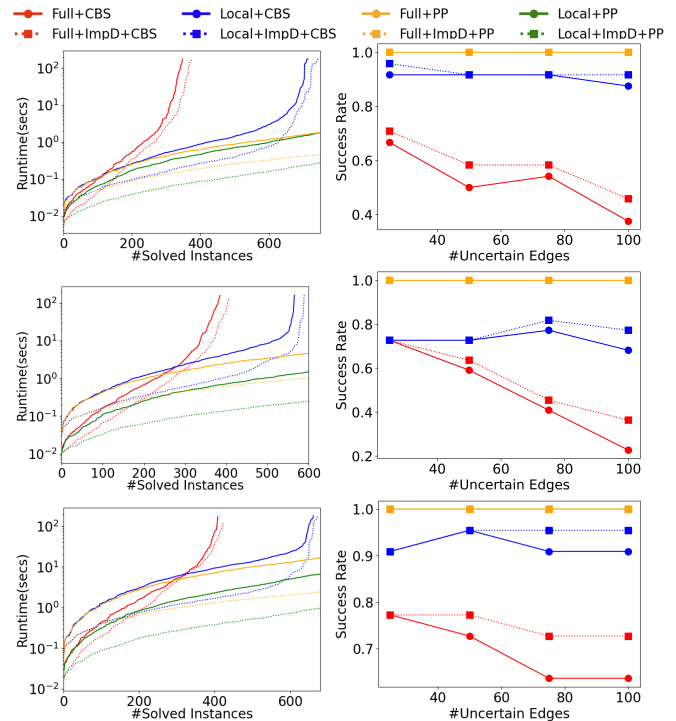 Full+CBS Local+CBS Full+PP Local+PP
Full+ImpD+CBS Local+ImpD+CBS Full+ImpD+PP Local+ImpD+PP
Runtime(secs)
10² 10¹ 10⁰ 10⁻¹ 10⁻²
0 200 400 600
#Solved Instances
Success Rate
1.0 0.8 0.6 0.4
40 60 80 100
#Uncertain Edges
Runtime(secs)
10² 10¹ 10⁰ 10⁻¹ 10⁻²
0 100 200 300 400 500 600
#Solved Instances
Success Rate
1.0 0.8 0.6 0.4 0.2
40 60 80 100
#Uncertain Edges
Runtime(secs)
10² 10¹ 10⁰ 10⁻¹ 10⁻²
0 200 400 600
#Solved Instances
Success Rate
1.0 0.9 0.8 0.7
40 60 80 100
#Uncertain Edges